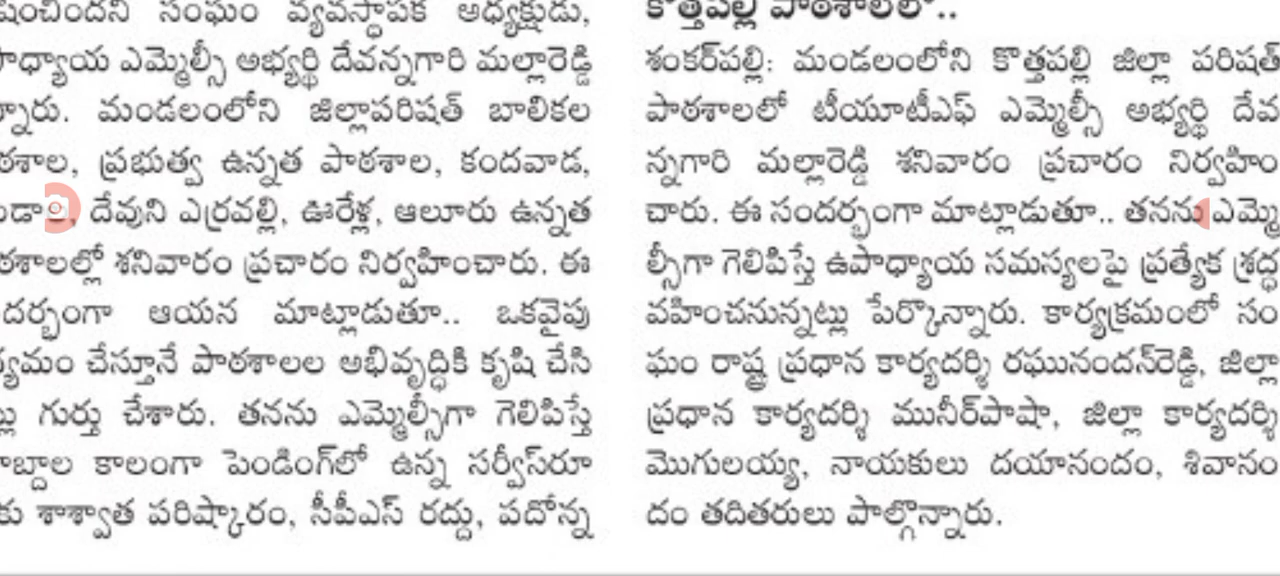 వ్యవస్థాపక అధ్యక్షుడు,
ఎమ్మెల్సీ అభ్యర్థి దేవన్నగారి మల్లారెడ్డి
మండలంలోని జిల్లాపరిషత్ బాలికల
ప్రభుత్వ ఉన్నత పాఠశాల, కందవాడ,
దేవుని ఎర్రవల్లి, ఊరేళ్ల, ఆలూరు ఉన్నత
శనివారం ప్రచారం నిర్వహించారు. ఈ
దర్భంగా ఆయన మాట్లాడుతూ.. ఒకవైపు
చేస్తూనే పాఠశాలల అభివృద్ధికి కృషి చేసి
గుర్తు చేశారు. తనను ఎమ్మెల్సీగా గెలిపిస్తే
కాలంగా పెండింగ్‌లో ఉన్న సర్వీస్‌రూ
శాశ్వాత పరిష్కారం, సీపీఎస్ రద్దు, పదోన్న
కొత్తపల్లి పాఠశాలలో..
శంకర్‌పల్లి: మండలంలోని కొత్తపల్లి జిల్లా పరిషత్
పాఠశాలలో టీయూటీఎఫ్ ఎమ్మెల్సీ అభ్యర్థి దేవ
న్నగారి మల్లారెడ్డి శనివారం ప్రచారం నిర్వహిం
చారు. ఈ సందర్భంగా మాట్లాడుతూ.. తనను ఎమ్మె
ల్సీగా గెలిపిస్తే ఉపాధ్యాయ సమస్యలపై ప్రత్యేక శ్రద్ధ
వహించనున్నట్లు పేర్కొన్నారు. కార్యక్రమంలో సం
ఘం రాష్ట్ర ప్రధాన కార్యదర్శి రఘునందన్‌రెడ్డి, జిల్లా
ప్రధాన కార్యదర్శి మునీర్‌పాషా, జిల్లా కార్యదర్శి
మొగులయ్య, నాయకులు దయానందం, శివానం
దం తదితరులు పాల్గొన్నారు.